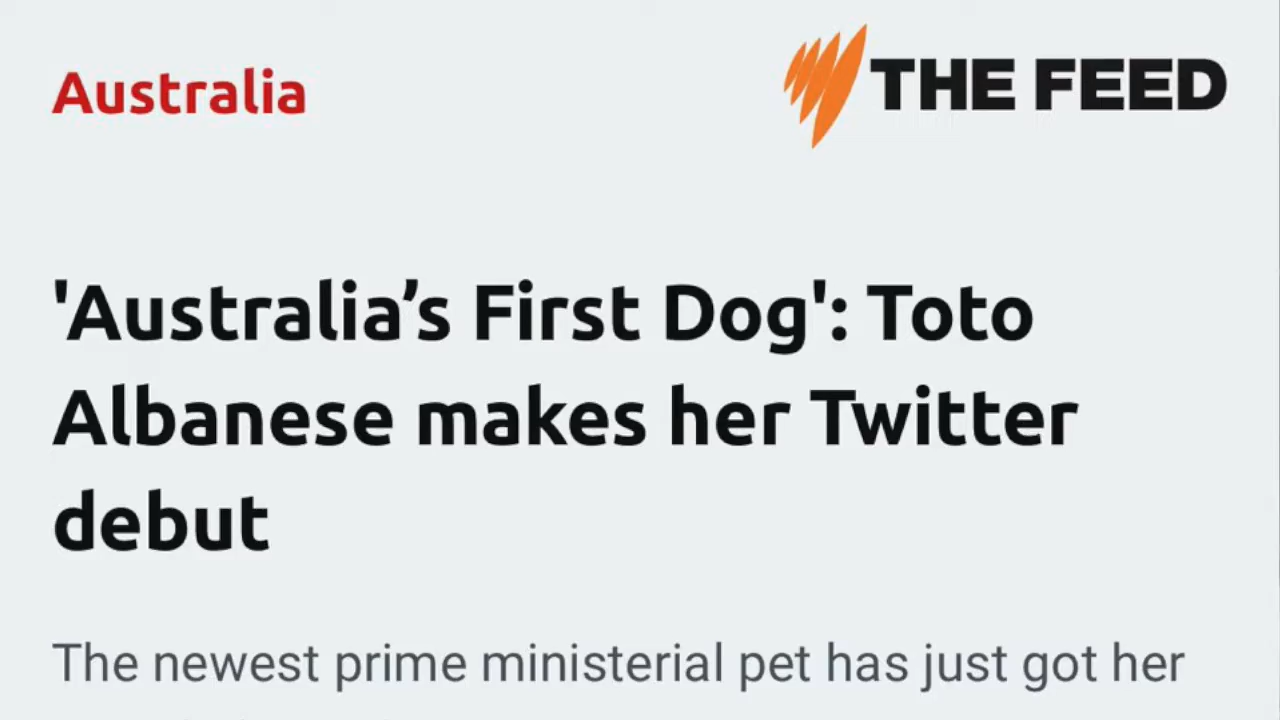 Australia
THE FEED
'Australia’s First Dog': Toto
Albanese makes her Twitter
debut
The newest prime ministerial pet has just got her